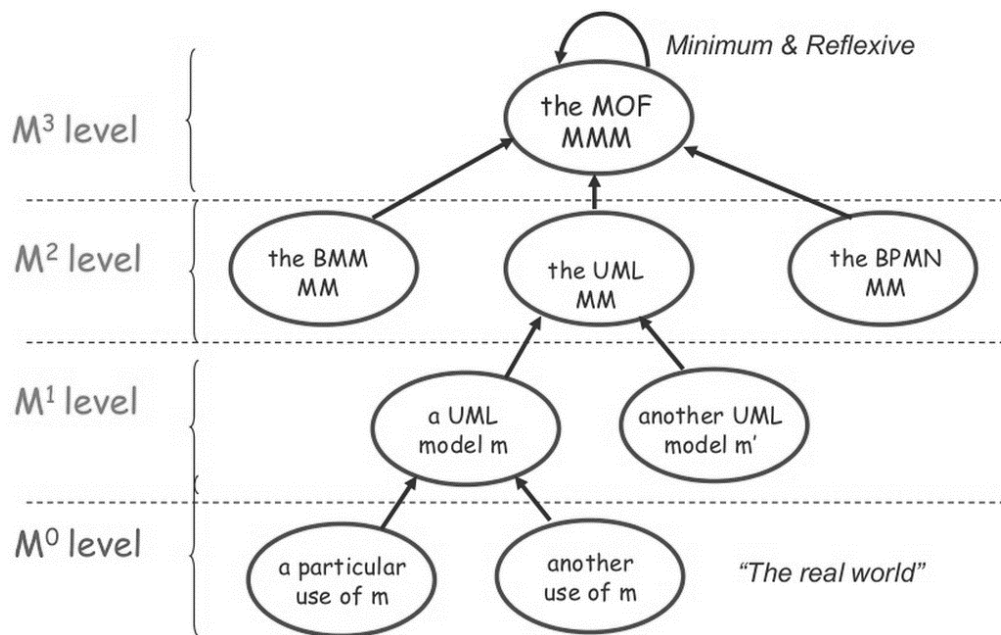 Minimum & Reflexive
M³ level
the MOF
MMM
M² level
the BMM
MM
the UML
MM
the BPMN
MM
M¹ level
a UML
model m
another UML
model m'
M⁰ level
a particular
use of m
another
use of m
“The real world”